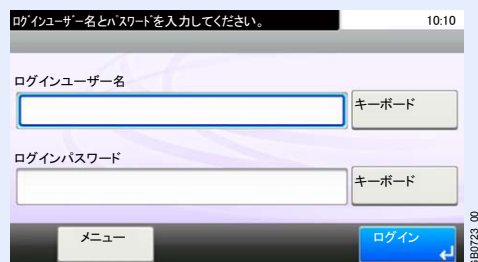 ﾛｸﾞｲﾝﾕｰｻﾞｰ名とﾊﾟｽﾜｰﾄﾞを入力してください。 10:10
ログインユーザー名
キーボード
ログインパスワード
キーボード
メニュー ログイン
GB0723_00